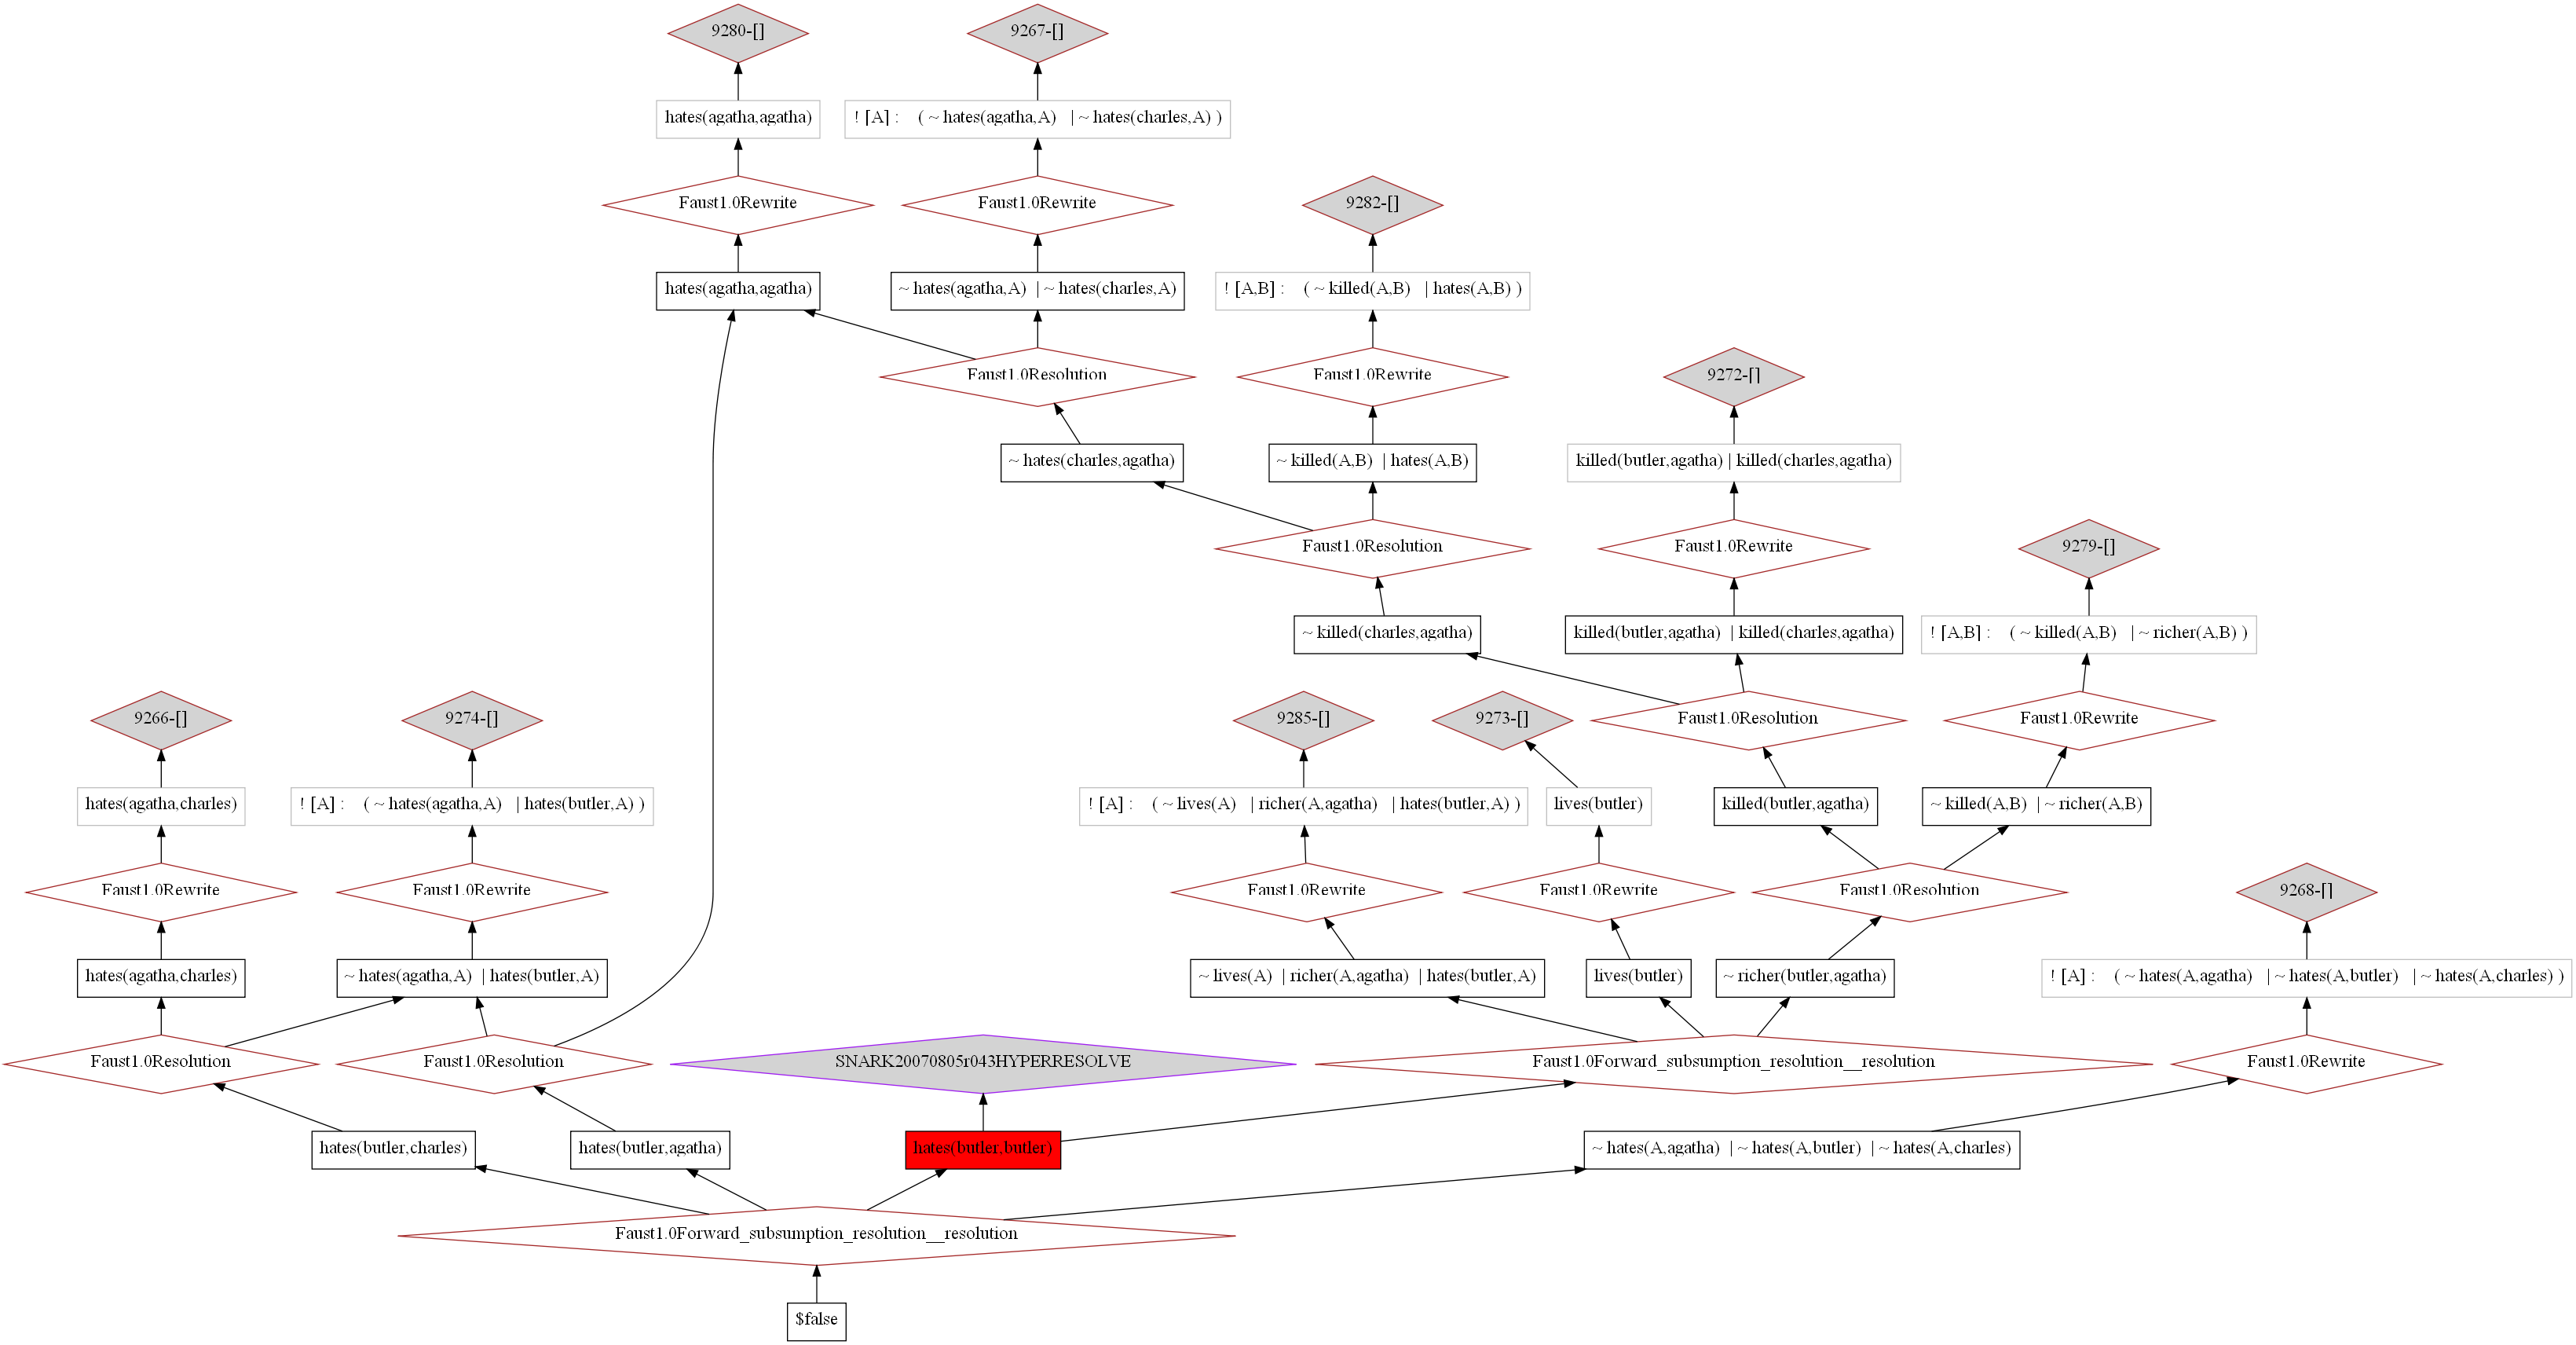 9280-[]
9267-[]
hates(agatha,agatha)
! [A] : ( ~ hates(agatha,A) | ~ hates(charles,A) )
Faust1.0Rewrite
Faust1.0Rewrite
9282-[]
hates(agatha,agatha)
~ hates(agatha,A) | ~ hates(charles,A)
! [A,B] : ( ~ killed(A,B) | hates(A,B) )
Faust1.0Resolution
Faust1.0Rewrite
9272-[]
~ hates(charles,agatha)
~ killed(A,B) | hates(A,B)
killed(butler,agatha) | killed(charles,agatha)
Faust1.0Resolution
Faust1.0Rewrite
9279-[]
~ killed(charles,agatha)
killed(butler,agatha) | killed(charles,agatha)
! [A,B] : ( ~ killed(A,B) | ~ richer(A,B) )
9266-[]
9274-[]
9285-[]
9273-[]
Faust1.0Resolution
Faust1.0Rewrite
hates(agatha,charles)
! [A] : ( ~ hates(agatha,A) | hates(butler,A) )
! [A] : ( ~ lives(A) | richer(A,agatha) | hates(butler,A) )
lives(butler)
killed(butler,agatha)
~ killed(A,B) | ~ richer(A,B)
Faust1.0Rewrite
Faust1.0Rewrite
Faust1.0Rewrite
Faust1.0Rewrite
Faust1.0Resolution
9268-[]
hates(agatha,charles)
~ hates(agatha,A) | hates(butler,A)
~ lives(A) | richer(A,agatha) | hates(butler,A)
lives(butler)
~ richer(butler,agatha)
! [A] : ( ~ hates(A,agatha) | ~ hates(A,butler) | ~ hates(A,charles) )
Faust1.0Resolution
Faust1.0Resolution
SNARK20070805r043HYPERRESOLVE
Faust1.0Forward_subsumption_resolution__resolution
Faust1.0Rewrite
hates(butler,charles)
hates(butler,agatha)
hates(butler,butler)
~ hates(A,agatha) | ~ hates(A,butler) | ~ hates(A,charles)
Faust1.0Forward_subsumption_resolution__resolution
$false